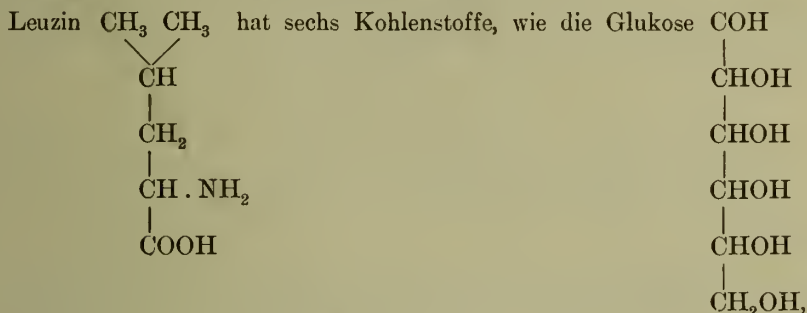 Leuzin CH₃ CH₃ hat sechs Kohlenstoffe, wie die Glukose COH
CH CHOH
CH₂ CHOH
CH . NH₂ CHOH
COOH CHOH
CH₂OH,